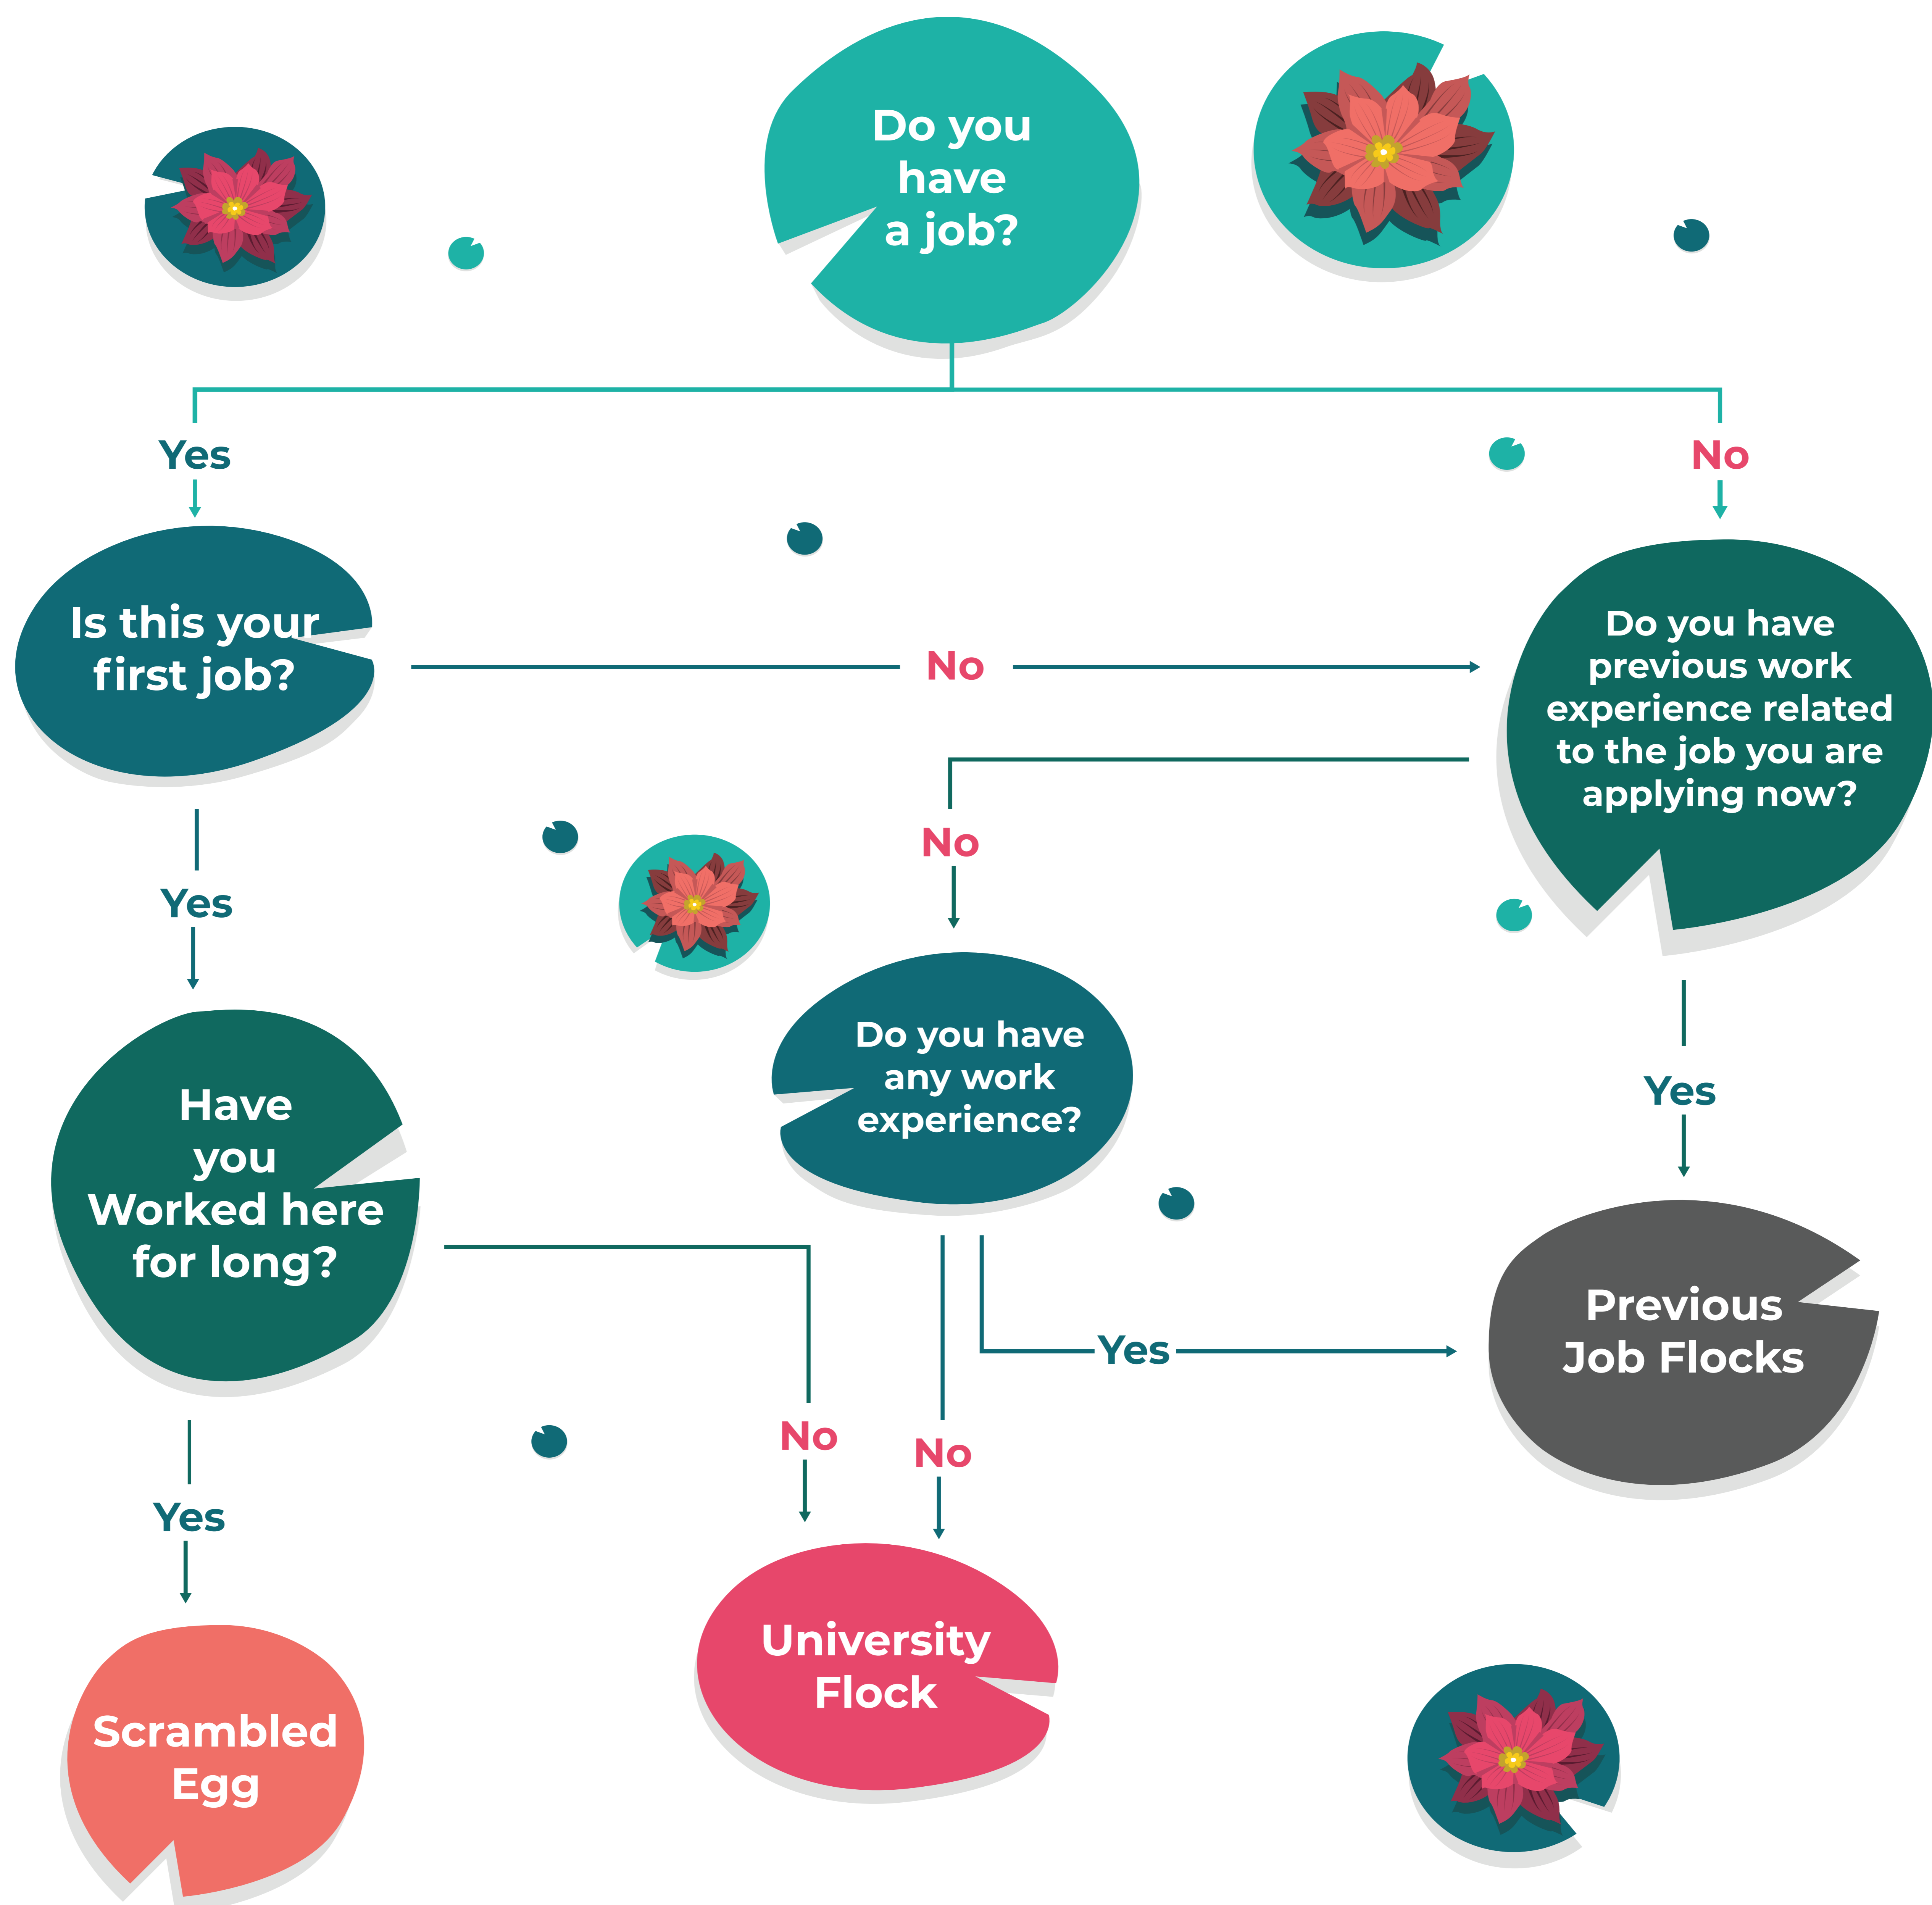 Do you
have
a job?
Yes
No
Is this your
first job?
No
Do you have
previous work
experience related
to the job you are
applying now?
No
Yes
Have
you
Worked here
for long?
Do you have
any work
experience?
Yes
Yes
Previous
Job Flocks
No
No
Yes
University
Flock
Scrambled
Egg